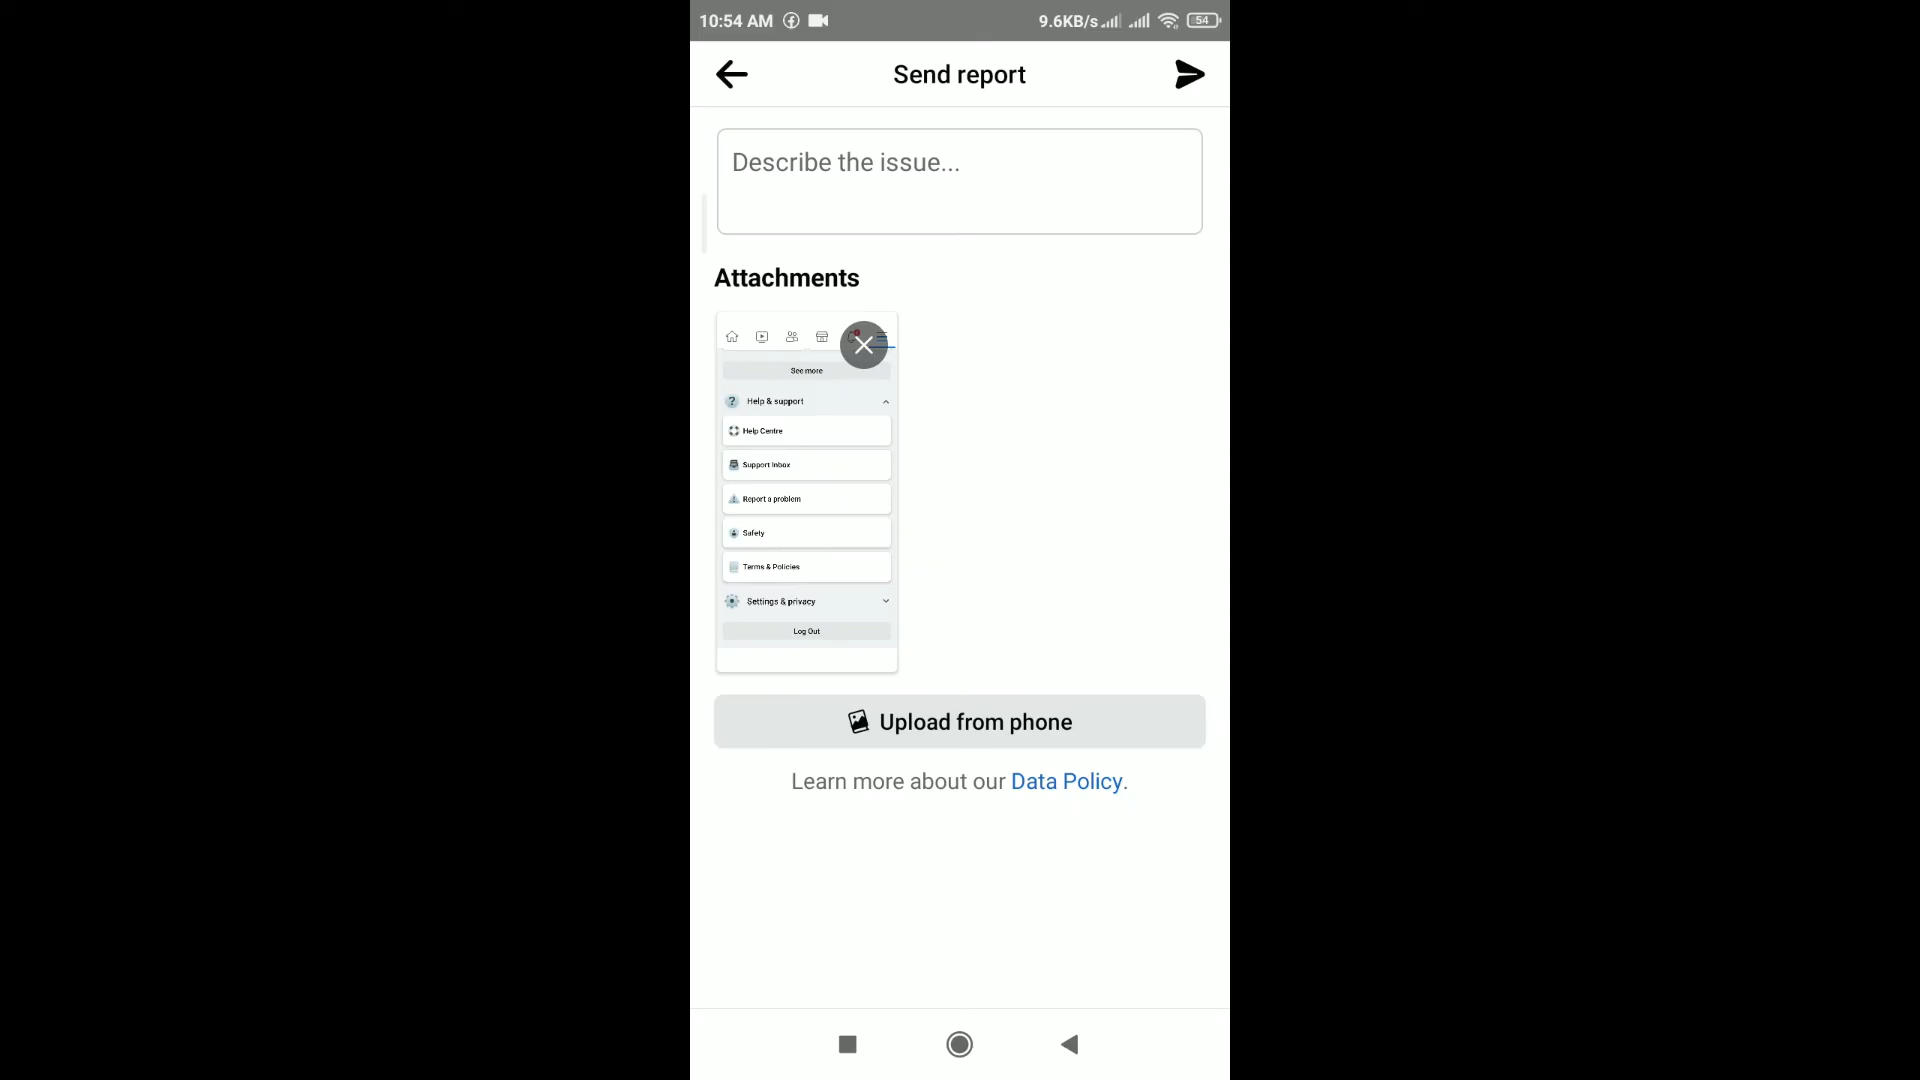 10:54 AM 9.6KB/s 54
Send report
Describe the issue...
Attachments
See more
Help & support
Help Centre
Support Inbox
Report a problem
Safety
Terms & Policies
Settings & privacy
Log Out
Upload from phone
Learn more about our Data Policy.